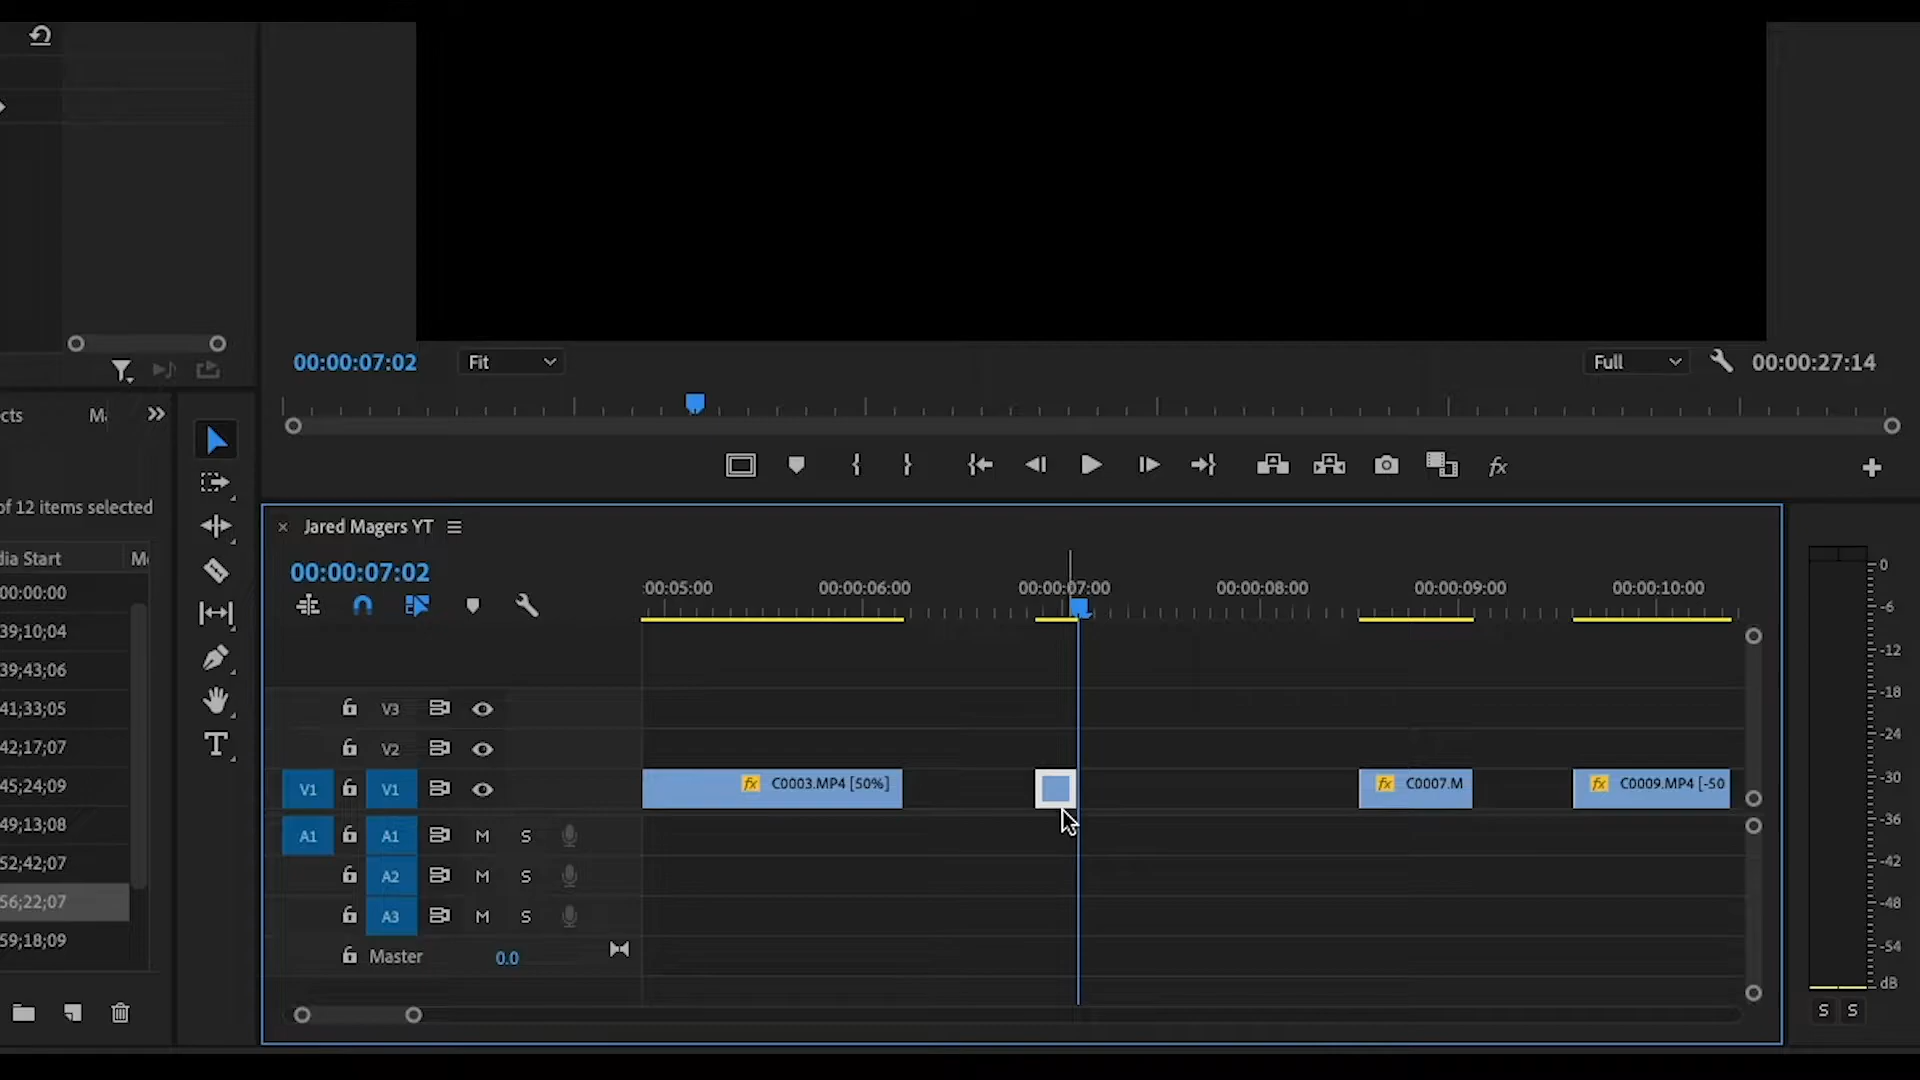 00:00:07:02
Fit
Full
00:00:27:14
cts
of 12 items selected
dia Start
00:00:00
39;10;04
39;43;06
41;33;05
42;17;07
45;24;09
49;13;08
52;42;07
56;22;07
59;18;09
Jared Magers YT
00:00:07:02
:00:05:00
00:00:06:00
00:00:07:00
00:00:08:00
00:00:09:00
00:00:10:00
V3
V2
V1 V1
C0003.MP4 [50%]
C0007.M
C0009.MP4 [-50
A1 A1 M S
A2 M S
A3 M S
Master 0.0
0
-6
-12
-18
-24
-30
-36
-42
-48
-54
dB
S S